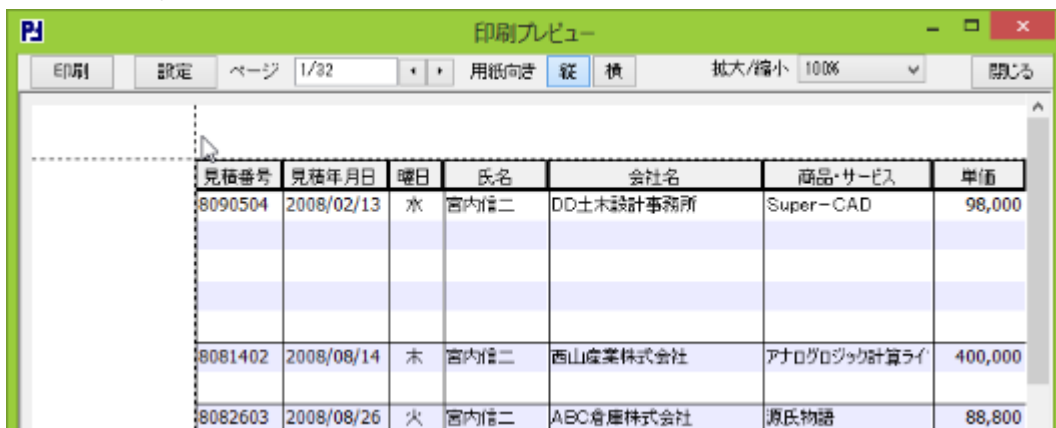 印刷プレビュー
印刷 設定 ページ 1/32 用紙向き 縦 横 拡大/縮小 100% 閉じる
見積番号 見積年月日 曜日 氏名 会社名 商品・サービス 単価
8090504 2008/02/13 水 宮内信二 DD土木設計事務所 Super-CAD 98,000
8081402 2008/08/14 木 宮内信二 西山産業株式会社 アナログロジック計算ライ 400,000
8082603 2008/08/26 火 宮内信二 ABC倉庫株式会社 源氏物語 88,800